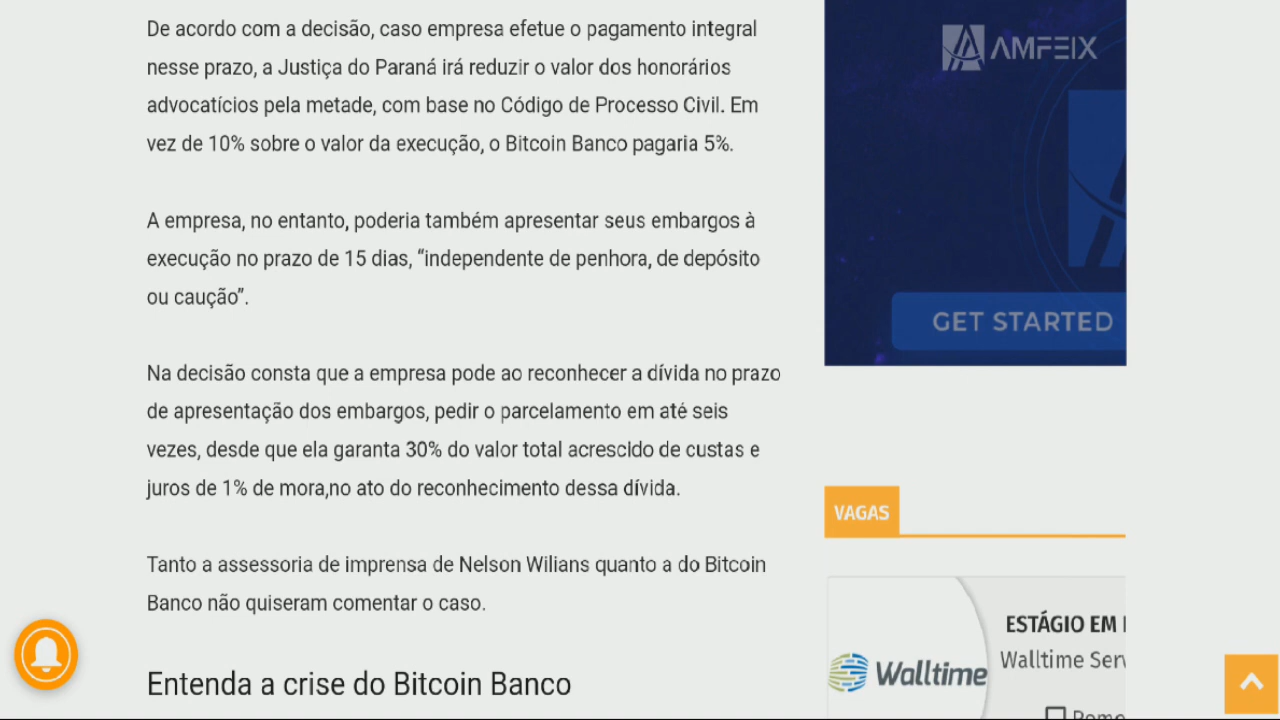 De acordo com a decisão, caso empresa efetue o pagamento integral
nesse prazo, a Justiça do Paraná irá reduzir o valor dos honorários
advocatícios pela metade, com base no Código de Processo Civil. Em
vez de 10% sobre o valor da execução, o Bitcoin Banco pagaria 5%.
A empresa, no entanto, poderia também apresentar seus embargos à
execução no prazo de 15 dias, “independente de penhora, de depósito
ou caução”.
Na decisão consta que a empresa pode ao reconhecer a dívida no prazo
de apresentação dos embargos, pedir o parcelamento em até seis
vezes, desde que ela garanta 30% do valor total acrescido de custas e
juros de 1% de mora,no ato do reconhecimento dessa dívida.
Tanto a assessoria de imprensa de Nelson Wilians quanto a do Bitcoin
Banco não quiseram comentar o caso.
Entenda a crise do Bitcoin Banco
AMFEIX
GET STARTED
VAGAS
ESTÁGIO EM
Walltime Serv
Walltime